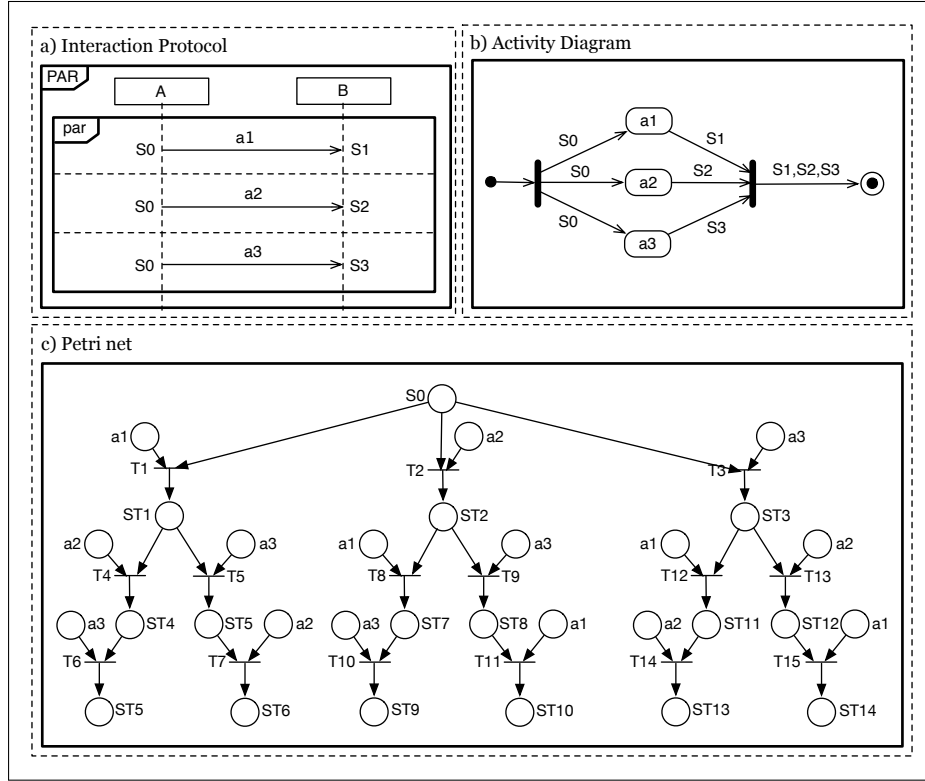 a) Interaction Protocol
PAR
A
B
par
S0 a1 S1
S0 a2 S2
S0 a3 S3
b) Activity Diagram
a1
S0 S1
S0 a2 S2 S1,S2,S3
S0 a3 S3
c) Petri net
S0
a1 a2 a3
T1 T2 T3
ST1 ST2 ST3
a2 a3 a1 a3 a1 a2
T4 T5 T8 T9 T12 T13
a3 ST4 ST5 a2 a3 ST7 ST8 a1 a2 ST11 ST12 a1
T6 T7 T10 T11 T14 T15
ST5 ST6 ST9 ST10 ST13 ST14